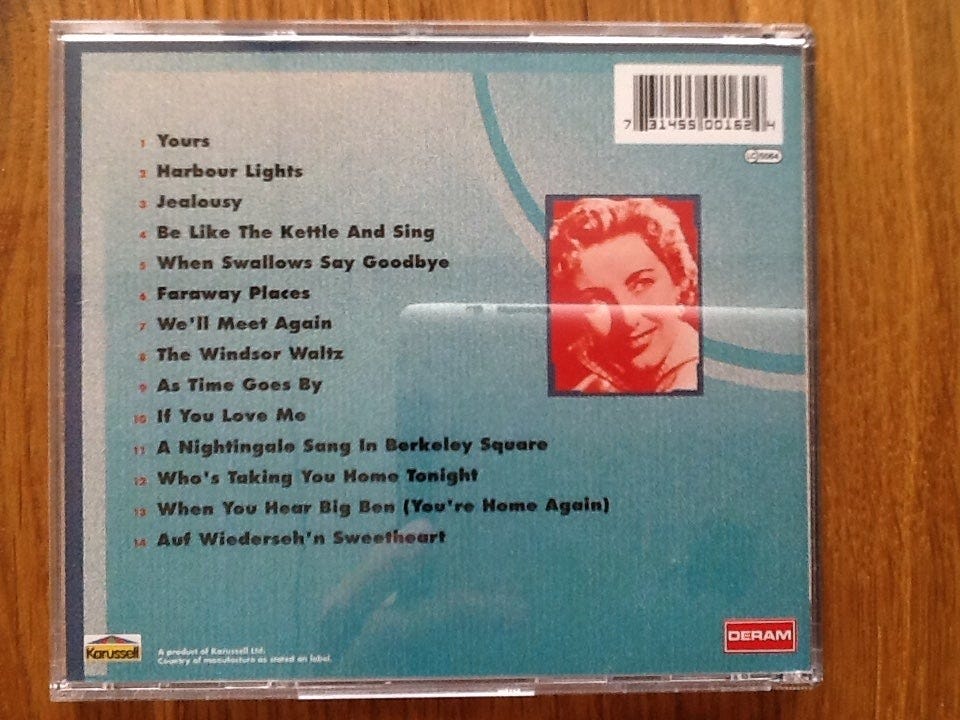 7 31455 00162 4
LC 5064
1 Yours
2 Harbour Lights
3 Jealousy
4 Be Like The Kettle And Sing
5 When Swallows Say Goodbye
6 Faraway Places
7 We'll Meet Again
8 The Windsor Waltz
9 As Time Goes By
10 If You Love Me
11 A Nightingale Sang In Berkeley Square
12 Who's Taking You Home Tonight
13 When You Hear Big Ben (You're Home Again)
14 Auf Wiederseh'n Sweetheart
DERAM
Karussell
A product of Karussell Ltd.
Country of manufacture as stated on label.